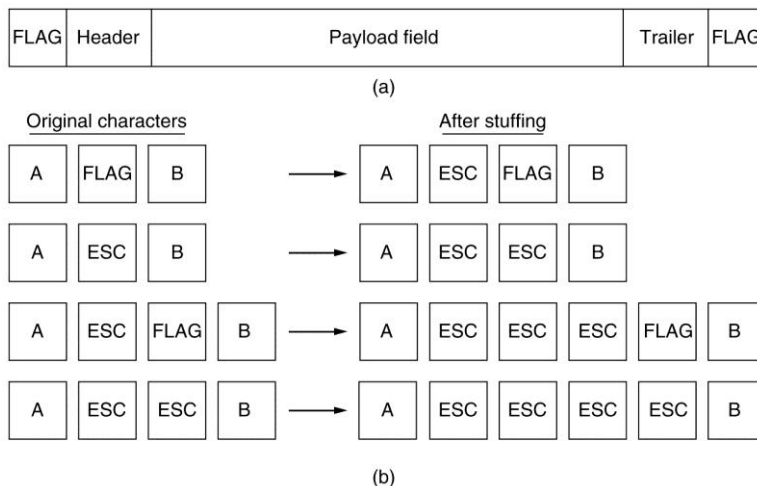 FLAG Header Payload field Trailer FLAG
(a)
Original characters After stuffing
A FLAG B A ESC FLAG B
A ESC B A ESC ESC B
A ESC FLAG B A ESC ESC ESC FLAG B
A ESC ESC B A ESC ESC ESC ESC B
(b)